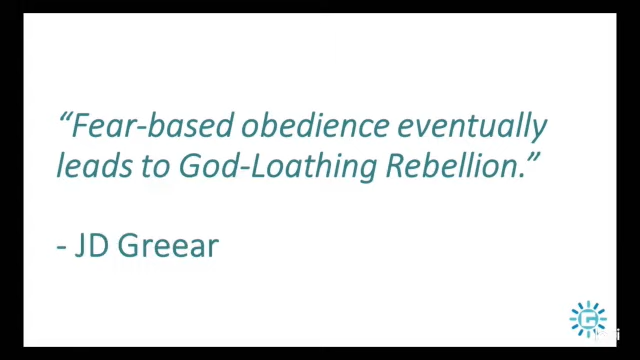 “Fear-based obedience eventually
leads to God-Loathing Rebellion.”
- JD Greear
G